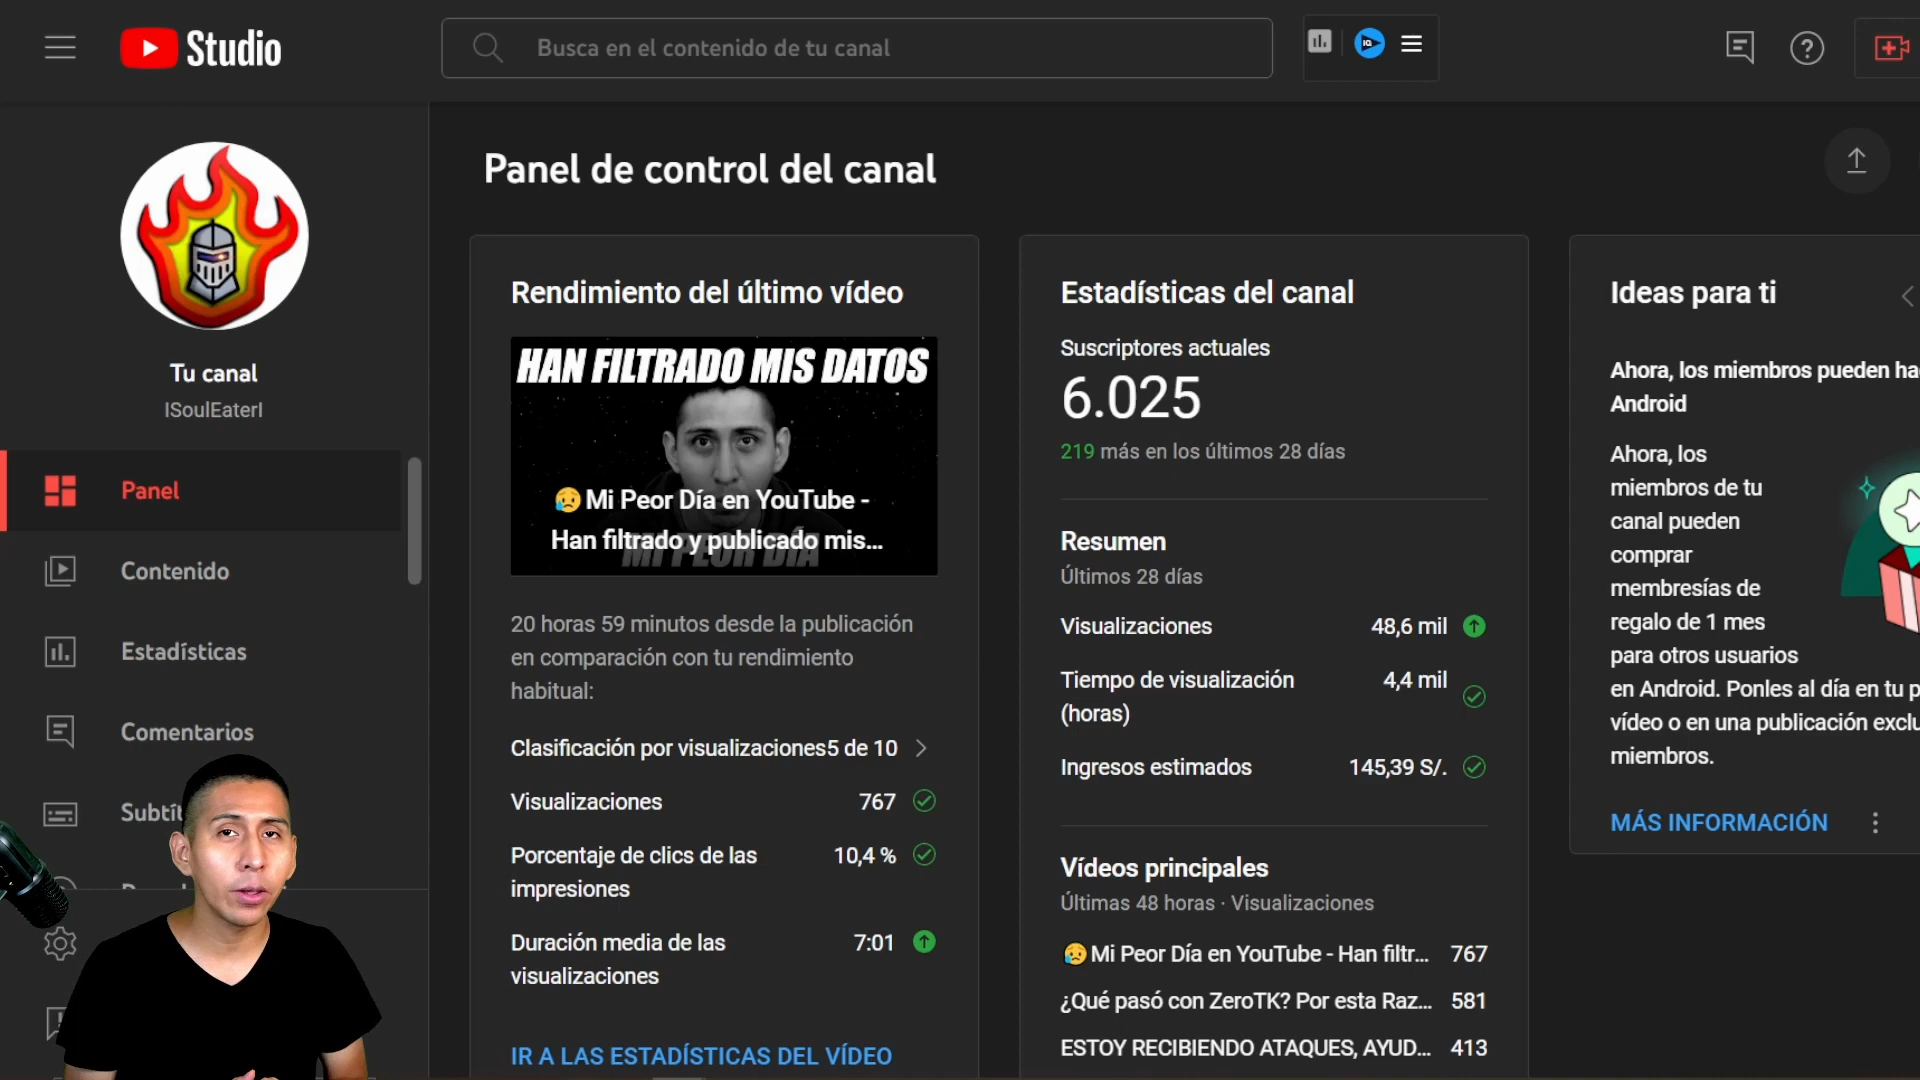 Studio
Busca en el contenido de tu canal
IQ
Tu canal
ISoulEaterI
Panel
Contenido
Estadísticas
Comentarios
Panel de control del canal
Rendimiento del último vídeo
HAN FILTRADO MIS DATOS
😥Mi Peor Día en YouTube -
Han filtrado y publicado mis...
MI PEOR DÍA
20 horas 59 minutos desde la publicación
en comparación con tu rendimiento
habitual:
Clasificación por visualizaciones5 de 10
Visualizaciones 767
Porcentaje de clics de las 10,4 %
impresiones
Duración media de las 7:01
visualizaciones
IR A LAS ESTADÍSTICAS DEL VÍDEO
Estadísticas del canal
Suscriptores actuales
6.025
219 más en los últimos 28 días
Resumen
Últimos 28 días
Visualizaciones 48,6 mil
Tiempo de visualización 4,4 mil
(horas)
Ingresos estimados 145,39 S/.
Vídeos principales
Últimas 48 horas · Visualizaciones
😥Mi Peor Día en YouTube - Han filtr... 767
¿Qué pasó con ZeroTK? Por esta Raz... 581
ESTOY RECIBIENDO ATAQUES, AYUD... 413
Ideas para ti
Ahora, los miembros pueden ha
Android
Ahora, los
miembros de tu
canal pueden
comprar
membresías de
regalo de 1 mes
para otros usuarios
en Android. Ponles al día en tu p
vídeo o en una publicación exclu
miembros.
MÁS INFORMACIÓN